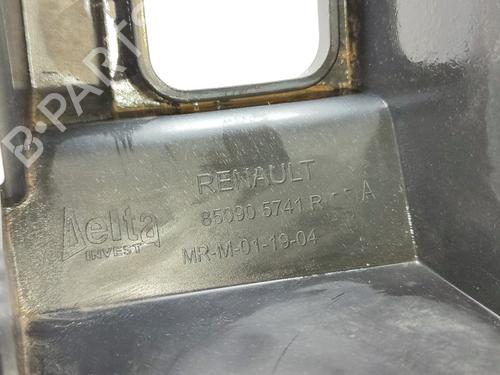 B-PARTS
RENAULT
85090 5741 R -- A
Delta
INVEST
MR-M-01-19-04